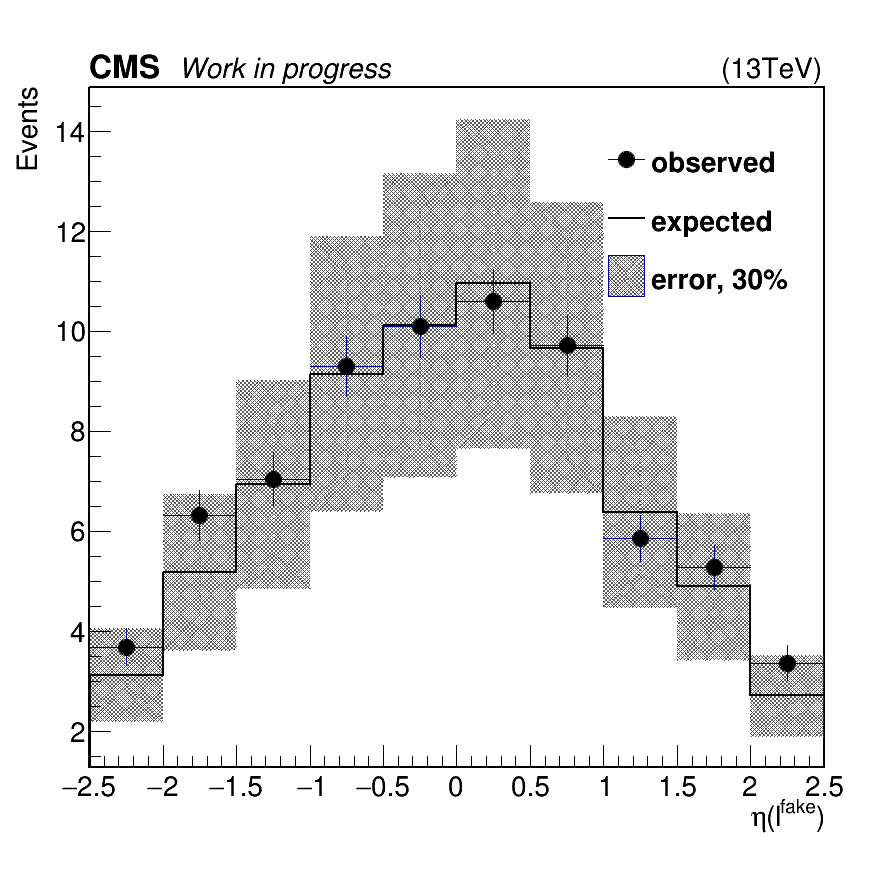 CMS Work in progress (13TeV)
Events
14
12
10
8
6
4
2
observed
expected
error, 30%
−2.5 −2 −1.5 −1 −0.5 0 0.5 1 1.5 2 2.5
η(l^fake)